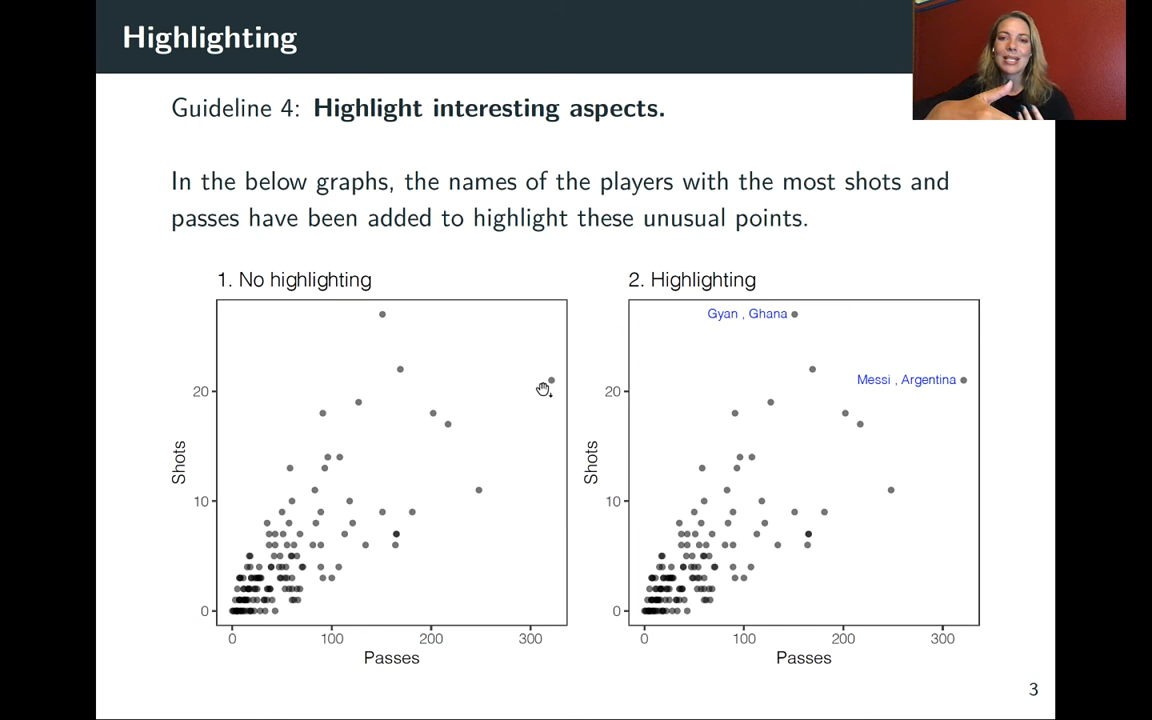 Highlighting
Guideline 4: Highlight interesting aspects.
In the below graphs, the names of the players with the most shots and
passes have been added to highlight these unusual points.
1. No highlighting
20
10
0
Shots
0 100 200 300
Passes
2. Highlighting
Gyan , Ghana
Messi , Argentina
20
10
0
Shots
0 100 200 300
Passes
3